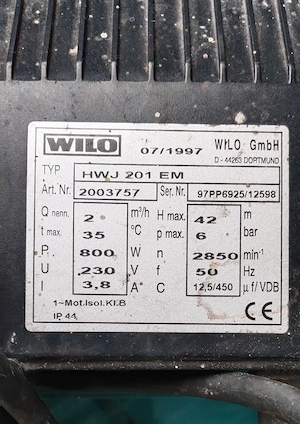 WILO 07/1997 WILO GmbH
D - 44263 DORTMUND
TYP HWJ 201 EM
Art. Nr. 2003757 Ser.Nr. 97PP6925/12598
Q nenn. 2 m³/h H max. 42 m
t max. 35 °C p max. 6 bar
P₁ 800 W n 2850 min⁻¹
U 230 V f 50 Hz
I 3,8 A C 12,5/450 µf/VDB
1~Mot.Isol.Kl.B
IP 44 CE